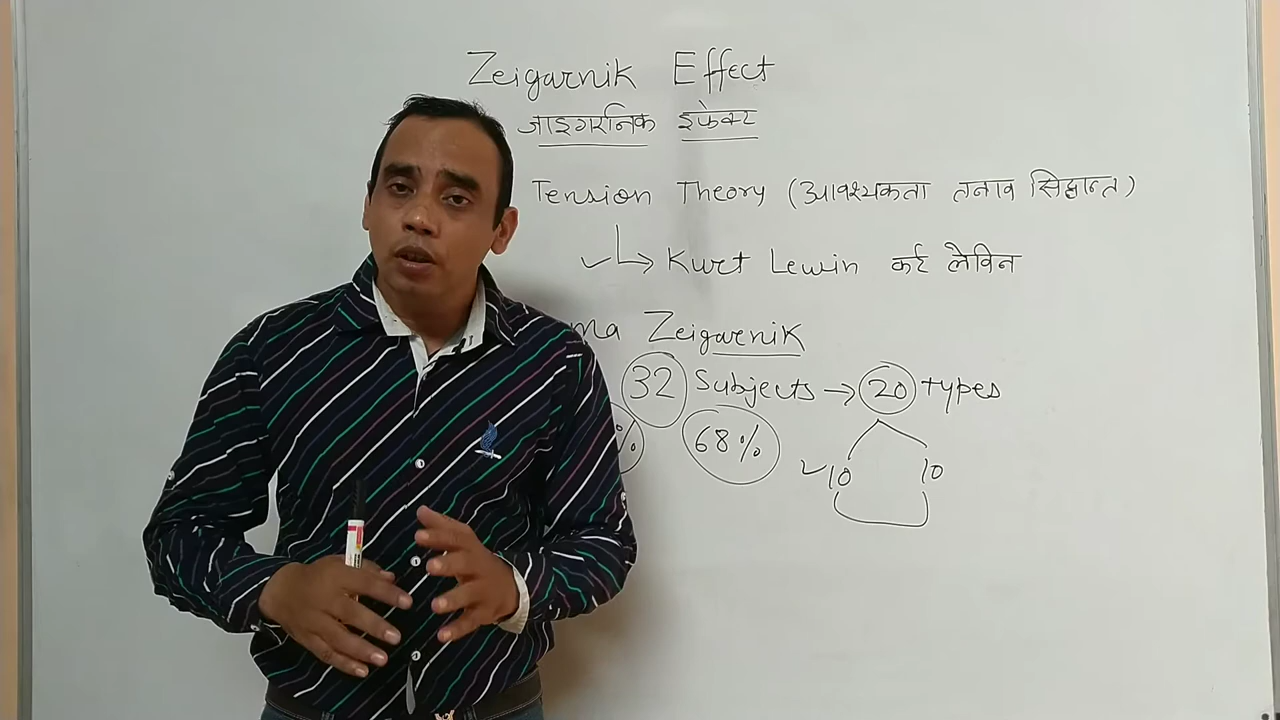 Zeigarnik Effect
जाइगरनिक इफेक्ट
Tension Theory (आवश्यकता तनाव सिद्धान्त)
Kurt Lewin कर्ट लेविन
ma Zeigarnik
32 Subjects → 20 types
% 68%
10 10